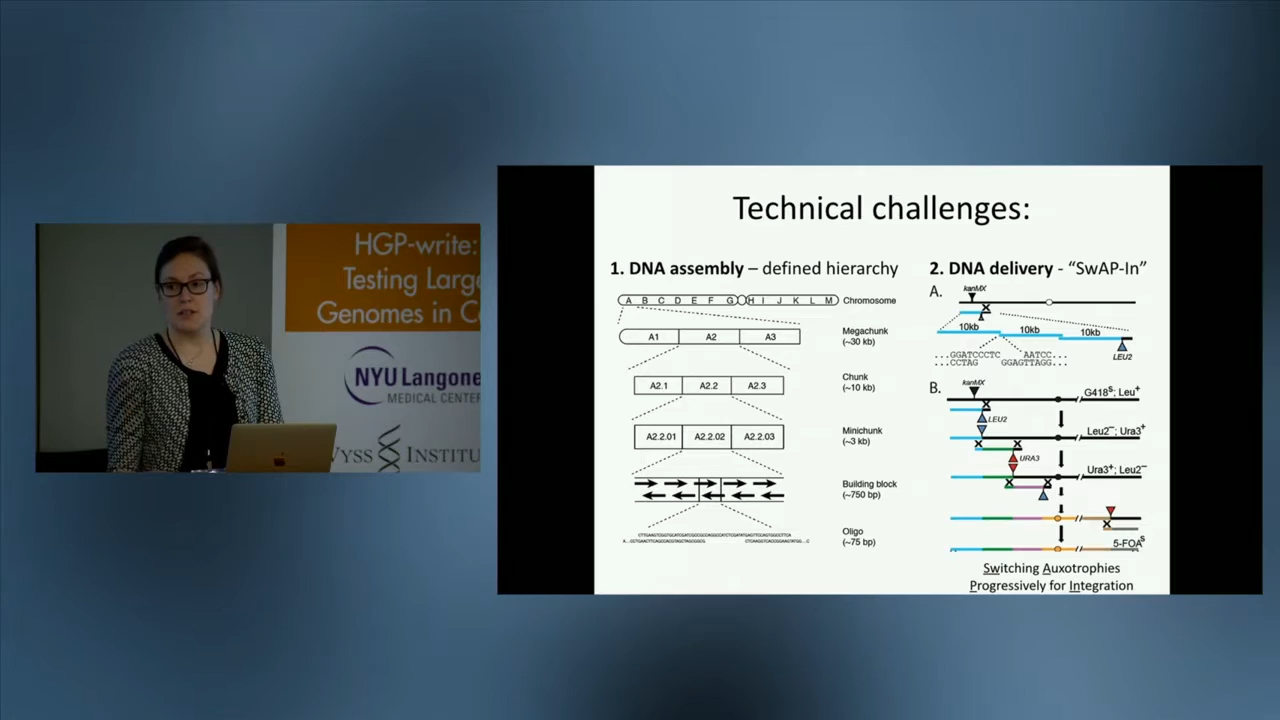 HGP-write:
Testing Large
Genomes in C
NYU Langone
MEDICAL CENTER
WYSS INSTITU
Technical challenges:
1. DNA assembly – defined hierarchy
A B C D E F G H I J K L M
Chromosome
A1 A2 A3
Megachunk
(~30 kb)
A2.1 A2.2 A2.3
Chunk
(~10 kb)
A2.2.01 A2.2.02 A2.2.03
Minichunk
(~3 kb)
Building block
(~750 bp)
Oligo
(~75 bp)
2. DNA delivery - “SwAP-In”
A.
kanMX
10kb 10kb 10kb
LEU2
...GGATCCCTC AATCC...
...CCTAG GGAGTTAGG...
B.
kanMX
G418ˢ; Leu⁺
LEU2
Leu2⁻; Ura3⁺
URA3
Ura3⁺; Leu2⁻
5-FOAˢ
Switching Auxotrophies
Progressively for Integration